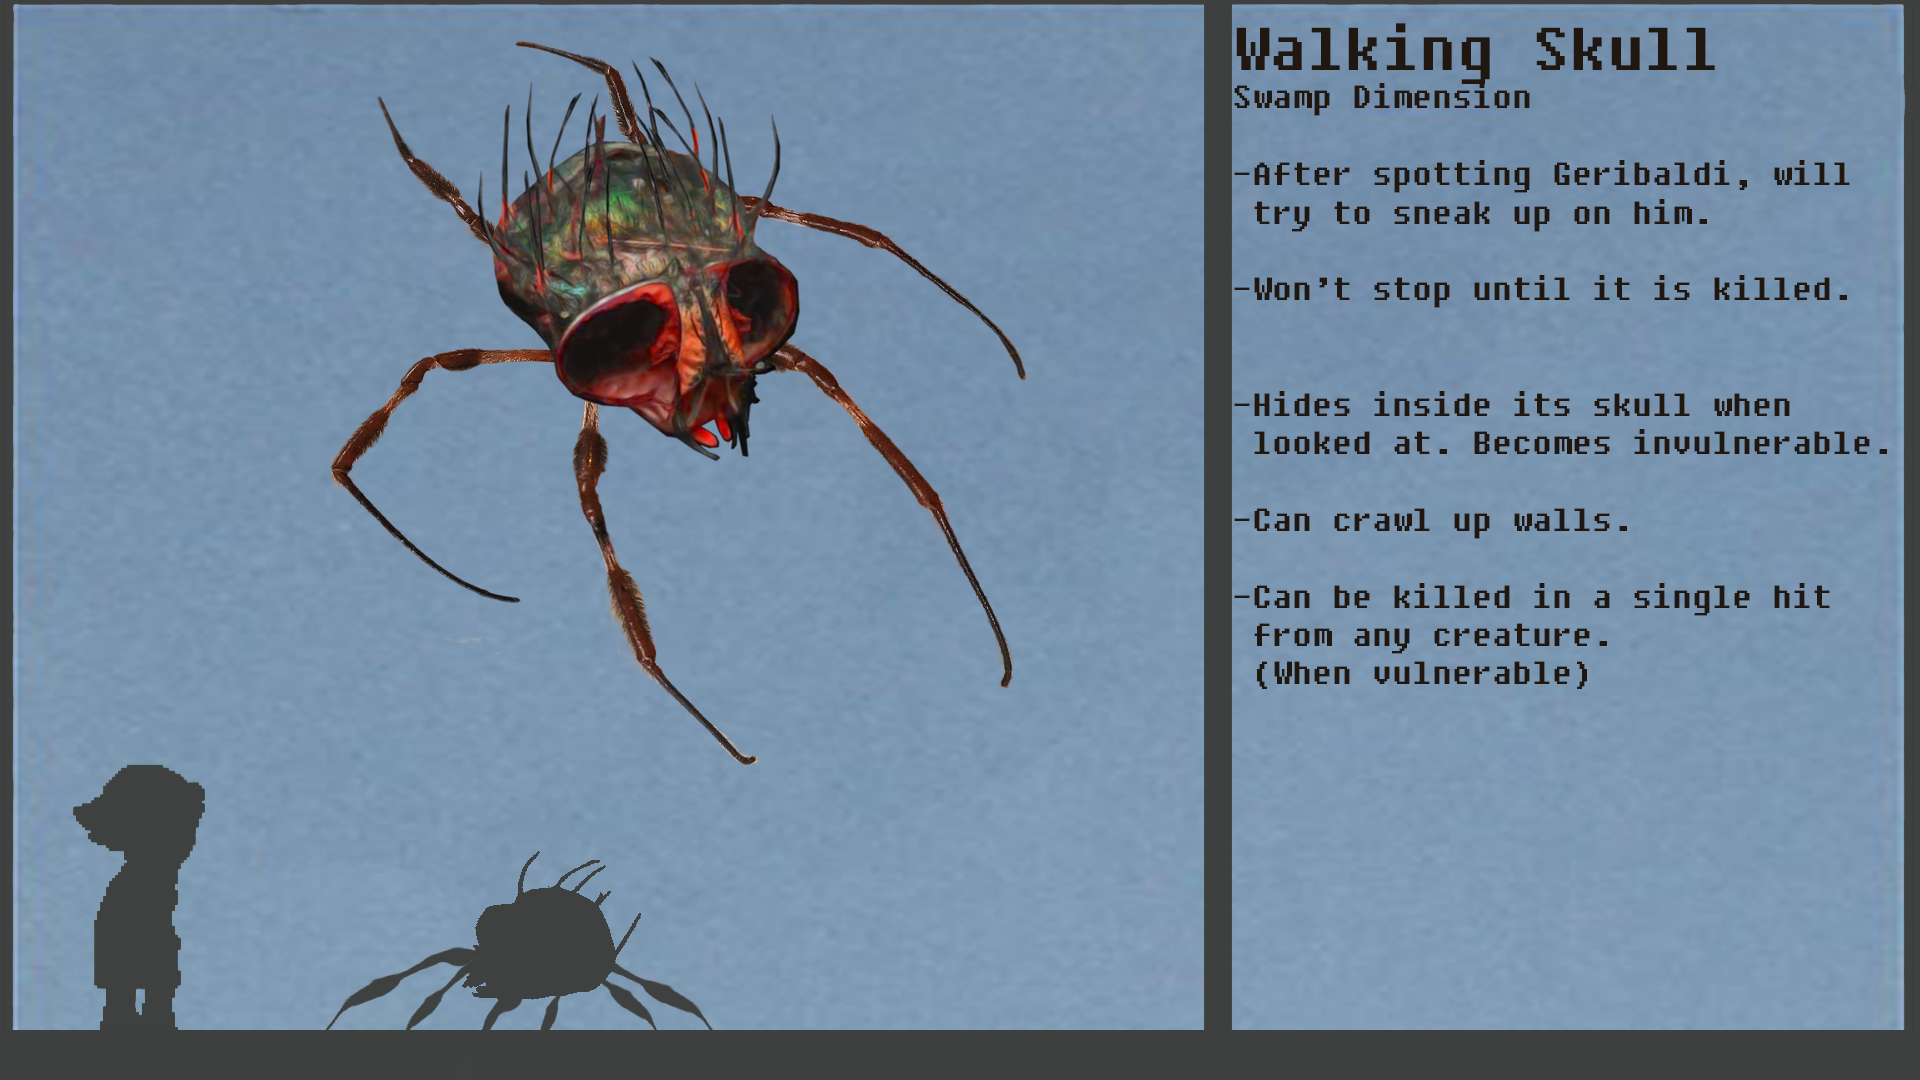 Walking Skull
Swamp Dimension
-After spotting Geribaldi, will
try to sneak up on him.
-Won't stop until it is killed.
-Hides inside its skull when
looked at. Becomes invulnerable.
-Can crawl up walls.
-Can be killed in a single hit
from any creature.
(When vulnerable)